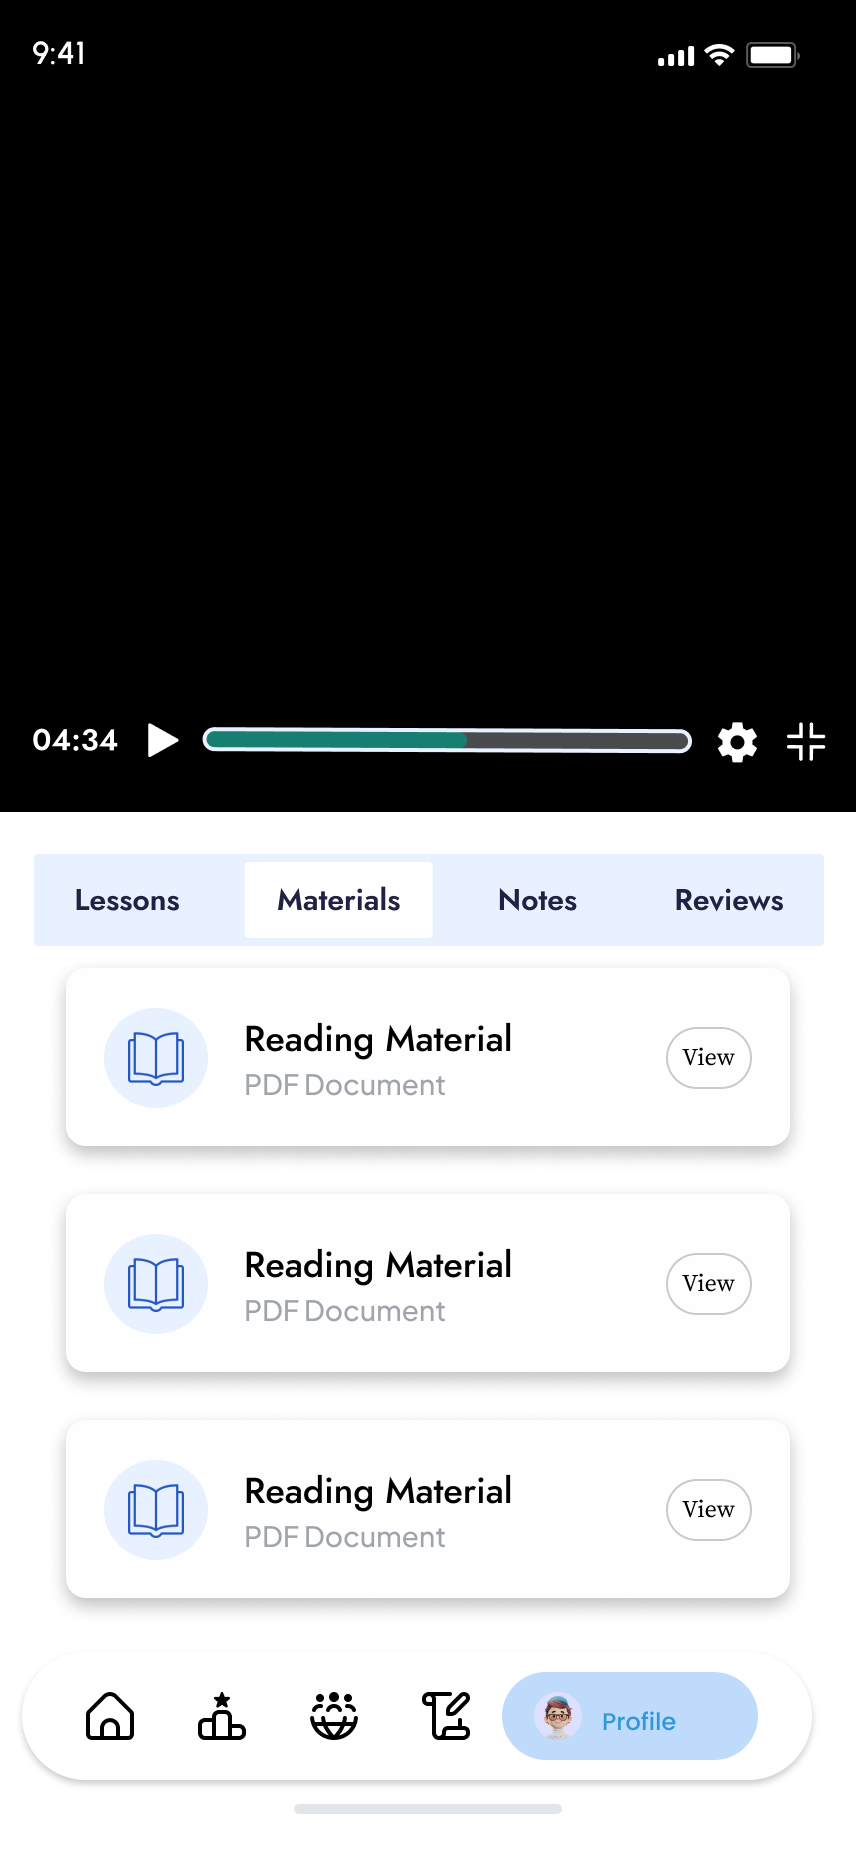 9:41
04:34
Lessons Materials Notes Reviews
Reading Material
PDF Document
View
Reading Material
PDF Document
View
Reading Material
PDF Document
View
Profile